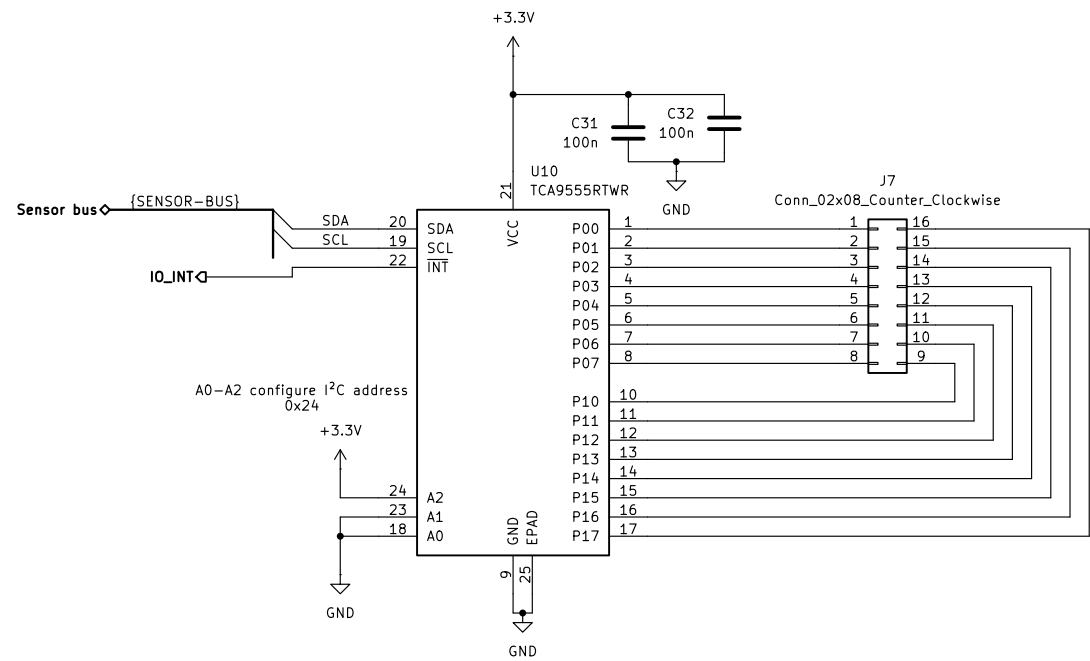 +3.3V
C31
100n
C32
100n
GND
U10
TCA9555RTWR
J7
Conn_02x08_Counter_Clockwise
Sensor bus
{SENSOR-BUS}
SDA
SCL
IO_INT
20
19
22
21
VCC
SDA
SCL
INT
P00
P01
P02
P03
P04
P05
P06
P07
1
2
3
4
5
6
7
8
1
2
3
4
5
6
7
8
16
15
14
13
12
11
10
9
A0-A2 configure I²C address
0x24
+3.3V
24
23
18
A2
A1
A0
GND
P10
P11
P12
P13
P14
P15
P16
P17
10
11
12
13
14
15
16
17
GND
EPAD
9
25
GND